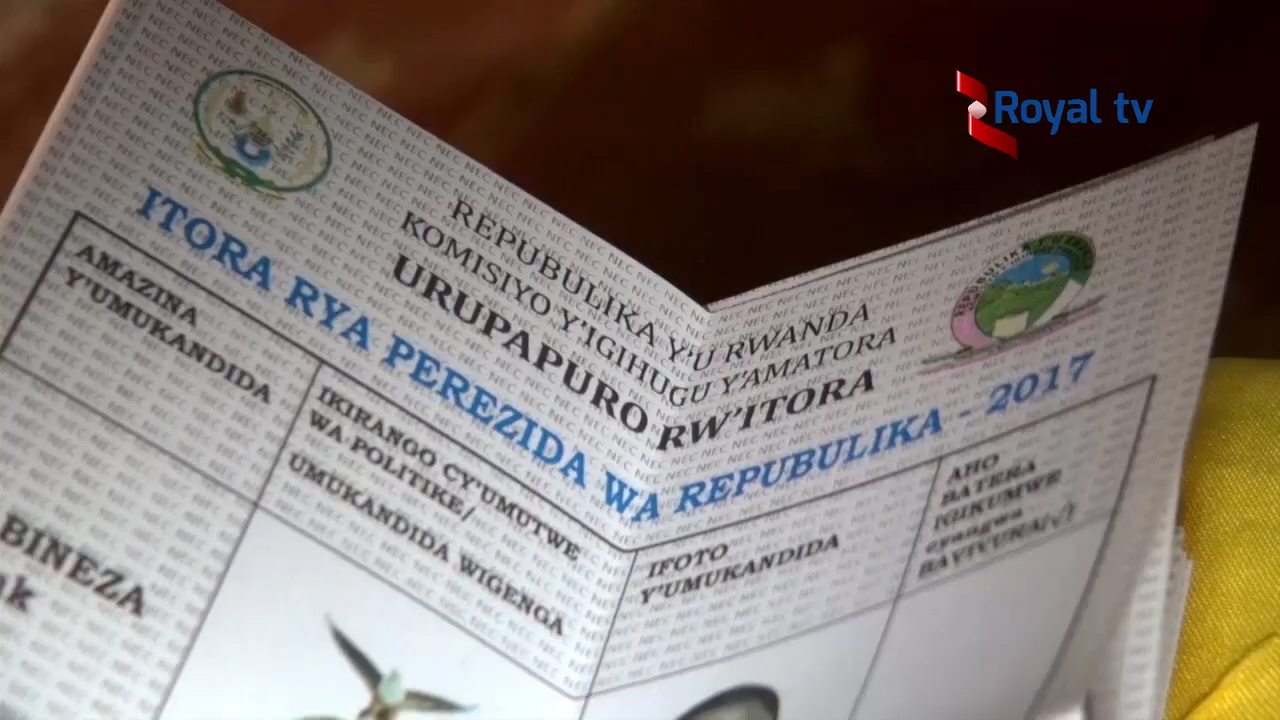 Royal tv
REPUBULIKA Y'U RWANDA
KOMISIYO Y'IGIHUGU Y'AMATORA
URUPAPURO RW'ITORA
ITORA RYA PEREZIDA WA REPUBULIKA - 2017
AMAZINA
Y'UMUKANDIDA
IKIRANGO CY'UMUTWE
WA POLITIKE/
UMUKANDIDA WIGENGA
IFOTO
Y'UMUKANDIDA
AHO
BATERA
IGIKUMWE
cyangwa
BINEZA